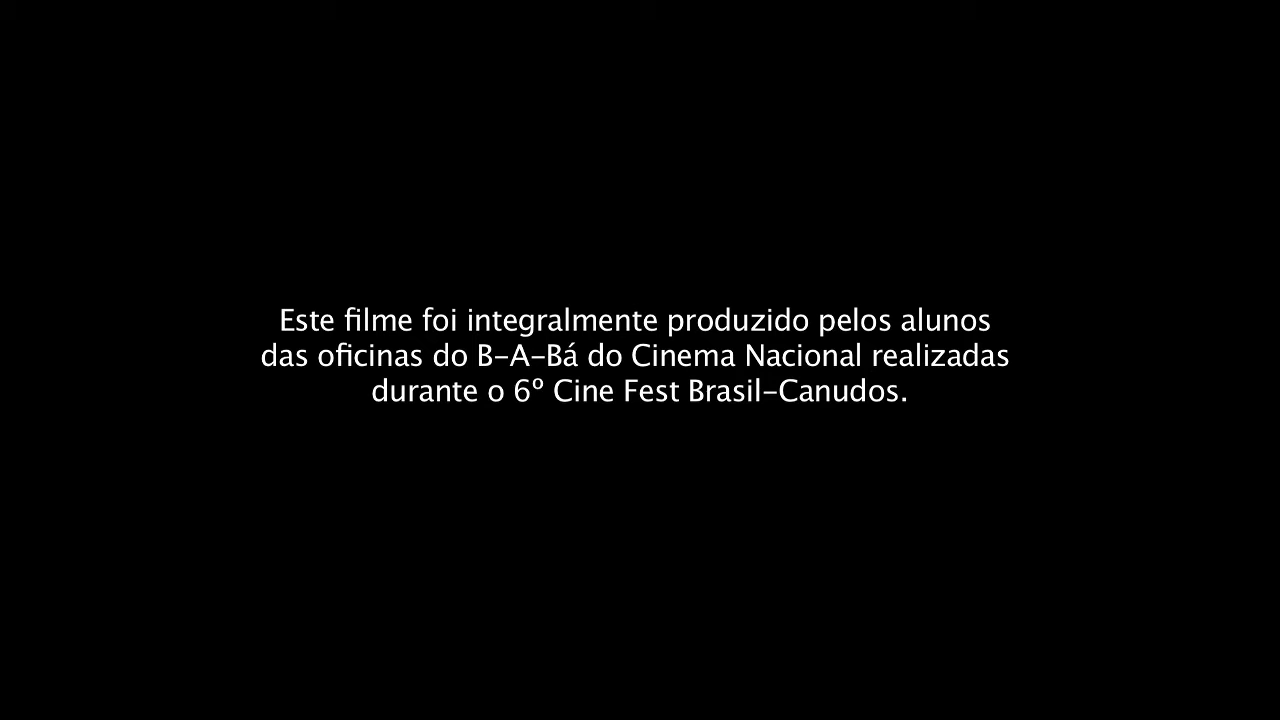 Este filme foi integralmente produzido pelos alunos
das oficinas do B-A-Bá do Cinema Nacional realizadas
durante o 6º Cine Fest Brasil-Canudos.